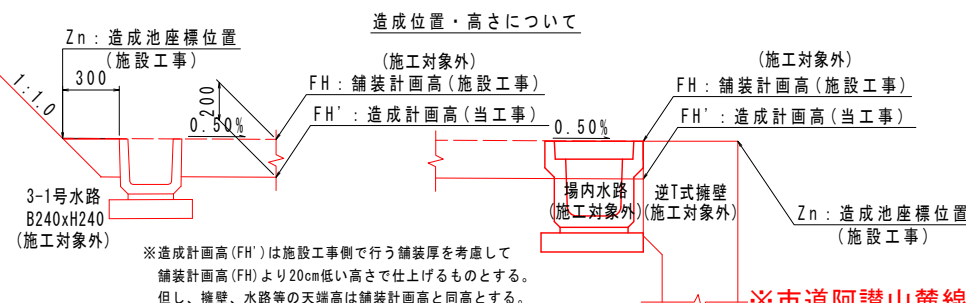 造成位置・高さについて
Zn：造成池座標位置
(施設工事)
300
1:1.0
200
0.50%
(施工対象外)
FH：舗装計画高(施設工事)
FH'：造成計画高(当工事)
3-1号水路
B240xH240
(施工対象外)
0.50%
(施工対象外)
FH：舗装計画高(施設工事)
FH'：造成計画高(当工事)
場内水路
(施工対象外)
逆T式擁壁
(施工対象外)
Zn：造成池座標位置
(施設工事)
※造成計画高(FH')は施設工事側で行う舗装厚を考慮して
舗装計画高(FH)より20cm低い高さで仕上げるものとする。
但し、擁壁、水路等の天端高は舗装計画高と同高とする。
※市道阿讃山麓線